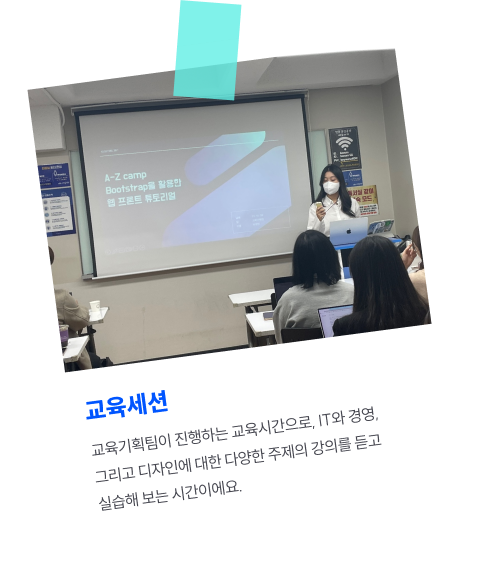 A-Z camp
Bootstrap을 활용한
웹 프론트 튜토리얼
교육세션
교육기획팀이 진행하는 교육시간으로, IT와 경영,
그리고 디자인에 대한 다양한 주제의 강의를 듣고
실습해 보는 시간이에요.